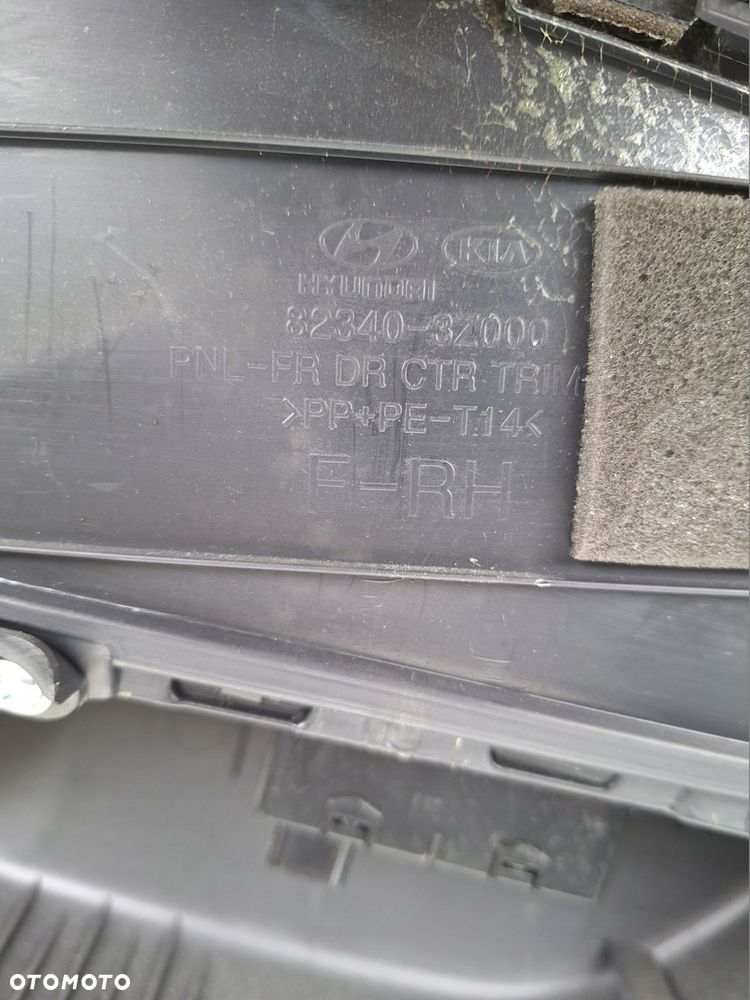 KIA
HYUNDAI
82340-3Z000
PNL-FR DR CTR TRIM
>PP+PE-T14<
F-RH
OTOMOTO